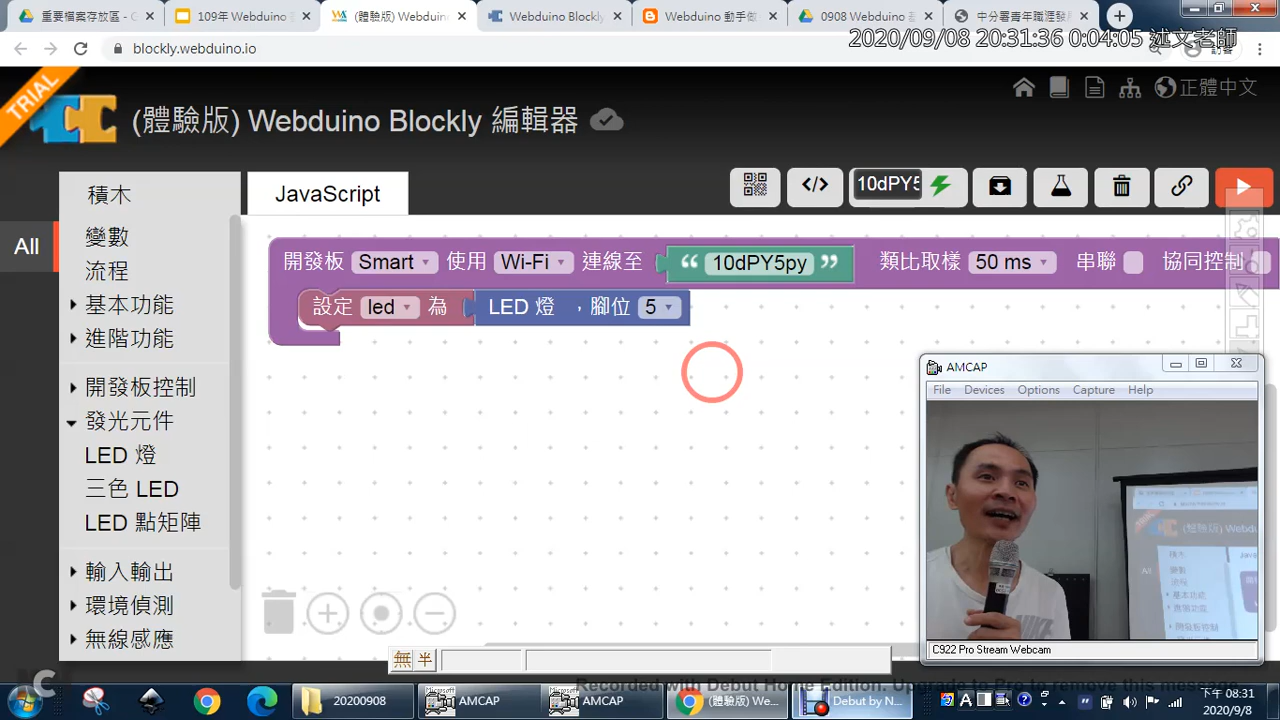 重要檔案存放區 - G
109年 Webduino
(體驗版) Webduin
Webduino Blockly
Webduino 動手做
0908 Webduino
中分署青年職涯發展
blockly.webduino.io
2020/09/08 20:31:36 0:04:05 述文老師
TRIAL
(體驗版) Webduino Blockly 編輯器
正體中文
積木
JavaScript
10dPY5
All
變數
流程
基本功能
進階功能
開發板控制
發光元件
LED 燈
三色 LED
LED 點矩陣
輸入輸出
環境偵測
無線感應
開發板 Smart 使用 Wi-Fi 連線至 “ 10dPY5py ” 類比取樣 50 ms 串聯 協同控制
設定 led 為 LED 燈 ，腳位 5
AMCAP
File Devices Options Capture Help
C922 Pro Stream Webcam
無 半
Recorded with Debut Home Edition. Upgrade to Pro to remove this message
20200908
AMCAP
AMCAP
(體驗版) We...
Debut by N...
下午 08:31
2020/9/8